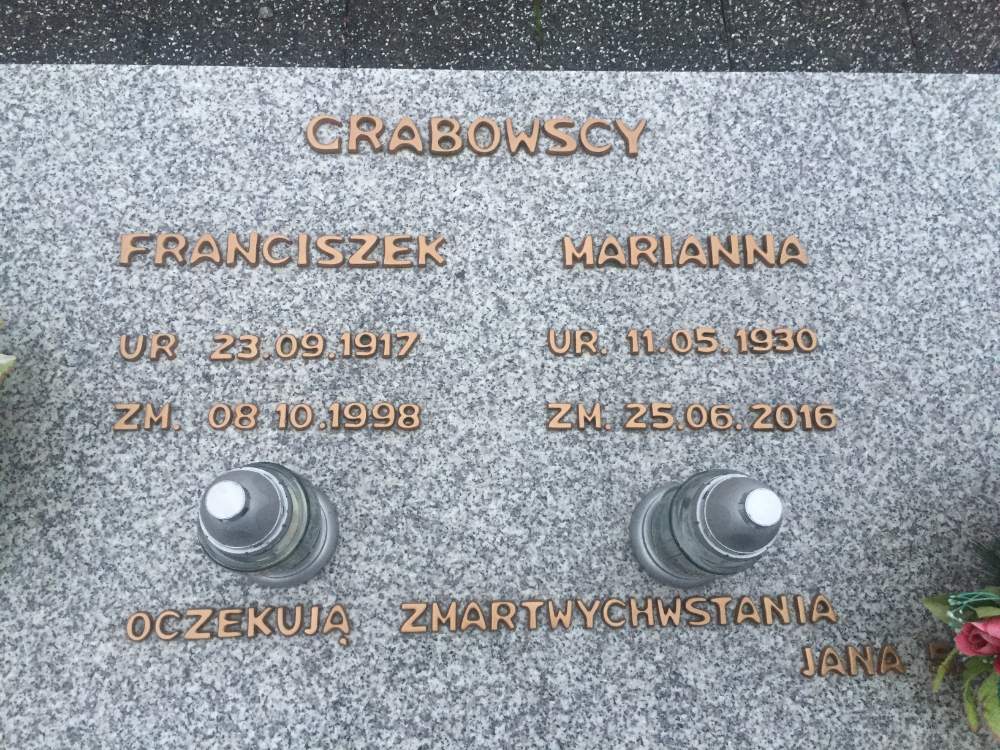 GRABOWSCY
FRANCISZEK MARIANNA
UR 23.09.1917 UR. 11.05.1930
ZM. 08 10.1998 ZM. 25.06.2016
OCZEKUJĄ ZMARTWYCHWSTANIA
JANA